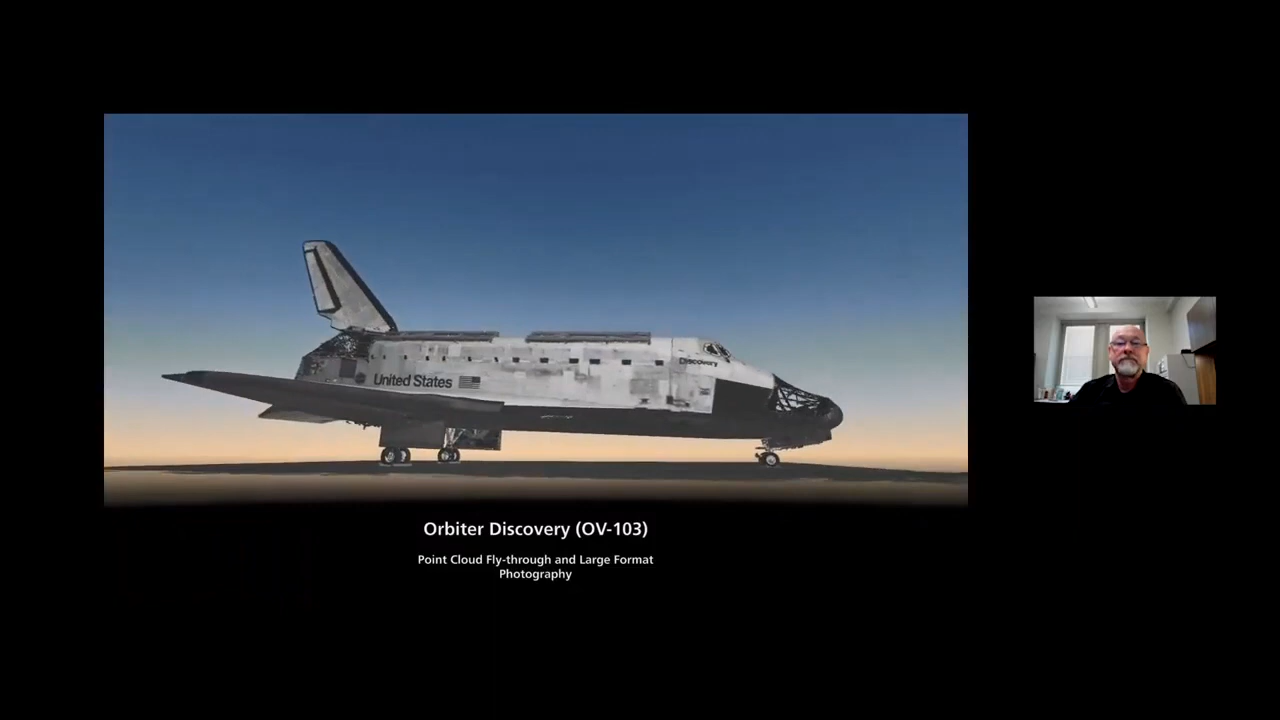 Discovery
United States
Orbiter Discovery (OV-103)
Point Cloud Fly-through and Large Format
Photography